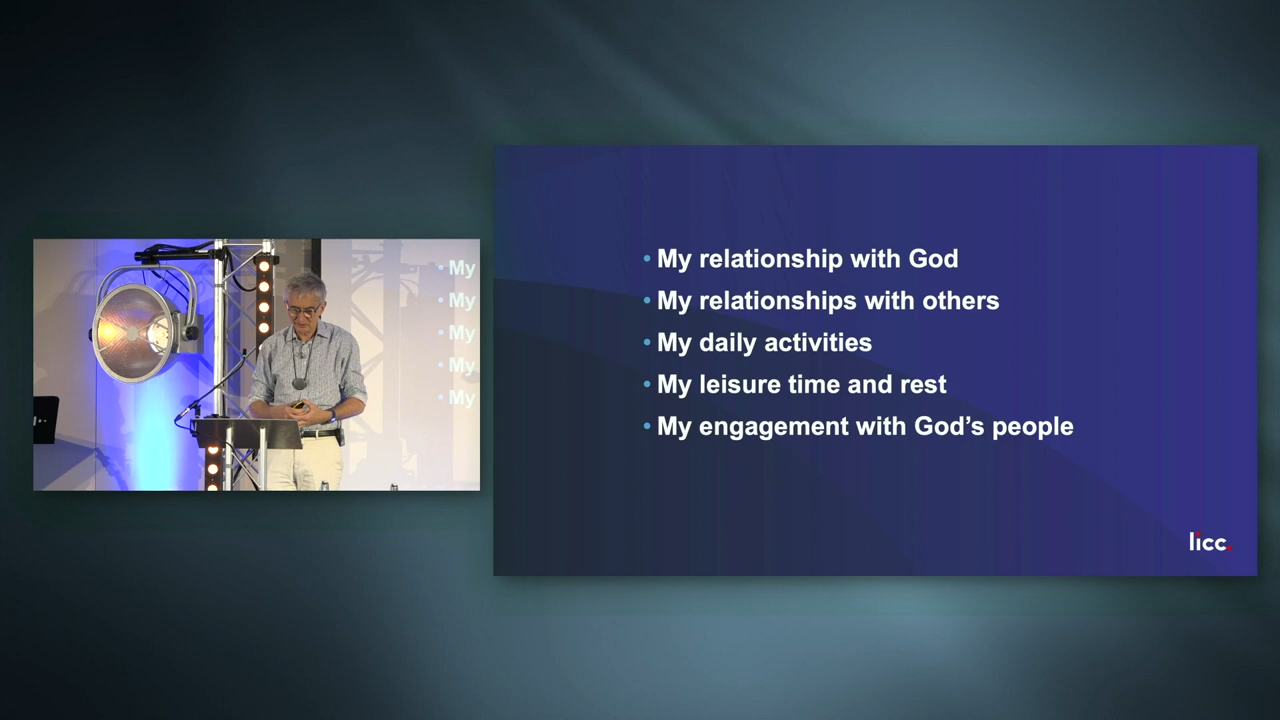 • My
• My
• My
• My
• My
• My relationship with God
• My relationships with others
• My daily activities
• My leisure time and rest
• My engagement with God’s people
licc.